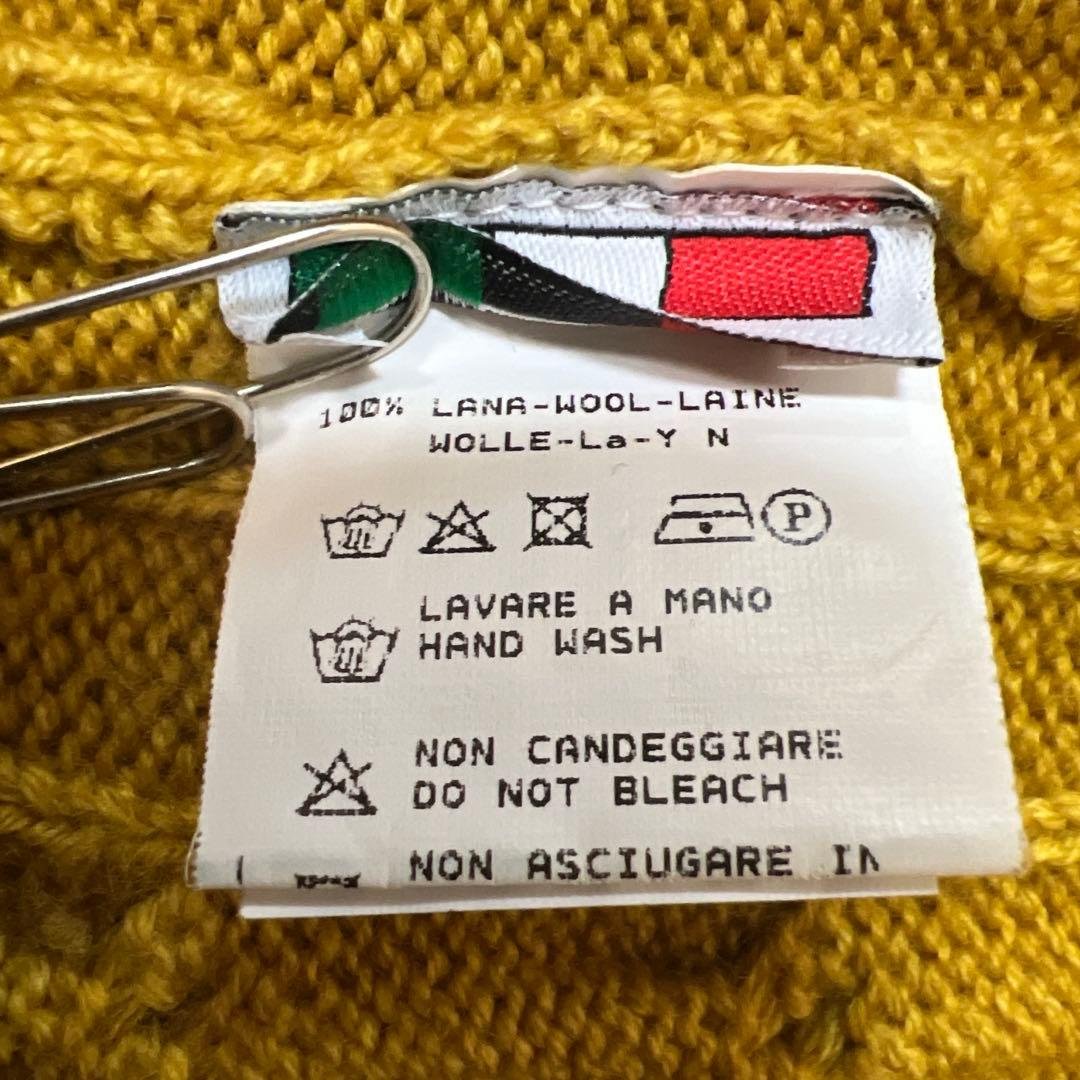 100% LANA-WOOL-LAINE
WOLLE-La-Y N
P
LAVARE A MANO
HAND WASH
NON CANDEGGIARE
DO NOT BLEACH
NON ASCIUGARE IN